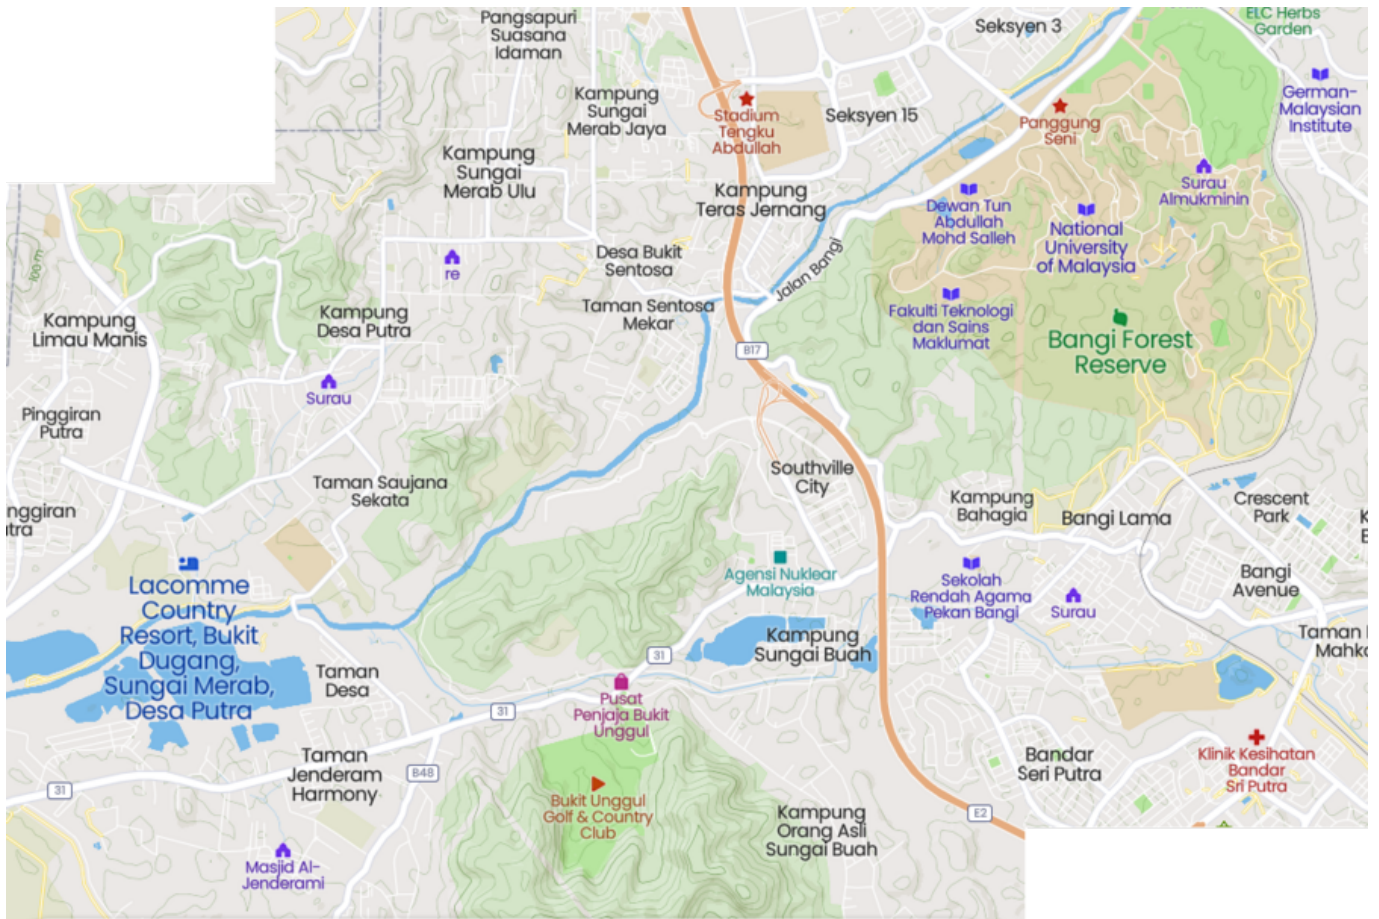 Pangsapuri
Suasana
Idaman
Seksyen 3
ELC Herbs
Garden
German-
Malaysian
Institute
Kampung
Sungai
Merab Jaya
Stadium
Tengku
Abdullah
Seksyen 15
Panggung
Seni
Kampung
Sungai
Merab Ulu
Surau
Almukminin
Kampung
Teras Jernang
Dewan Tun
Abdullah
Mohd Salleh
National
University
of Malaysia
100 m
re
Desa Bukit
Sentosa
Jalan Bangi
Kampung
Limau Manis
Kampung
Desa Putra
Taman Sentosa
Mekar
Fakulti Teknologi
dan Sains
Maklumat
Bangi Forest
Reserve
B17
Surau
Pinggiran
Putra
Taman Saujana
Sekata
Southville
City
Kampung
Bahagia
Bangi Lama
Crescent
Park
nggiran
tra
K
Lacomme
Country
Resort, Bukit
Dugang,
Sungai Merab,
Desa Putra
Agensi Nuklear
Malaysia
Sekolah
Rendah Agama
Pekan Bangi
Surau
Bangi
Avenue
Kampung
Sungai Buah
Taman
Mahko
31
Taman
Desa
31
Pusat
Penjaja Bukit
Unggul
Taman
Jenderam
Harmony
B48
31
Bandar
Seri Putra
Klinik Kesihatan
Bandar
Sri Putra
Bukit Unggul
Golf & Country
Club
Kampung
Orang Asli
Sungai Buah
E2
Masjid Al-
Jenderami